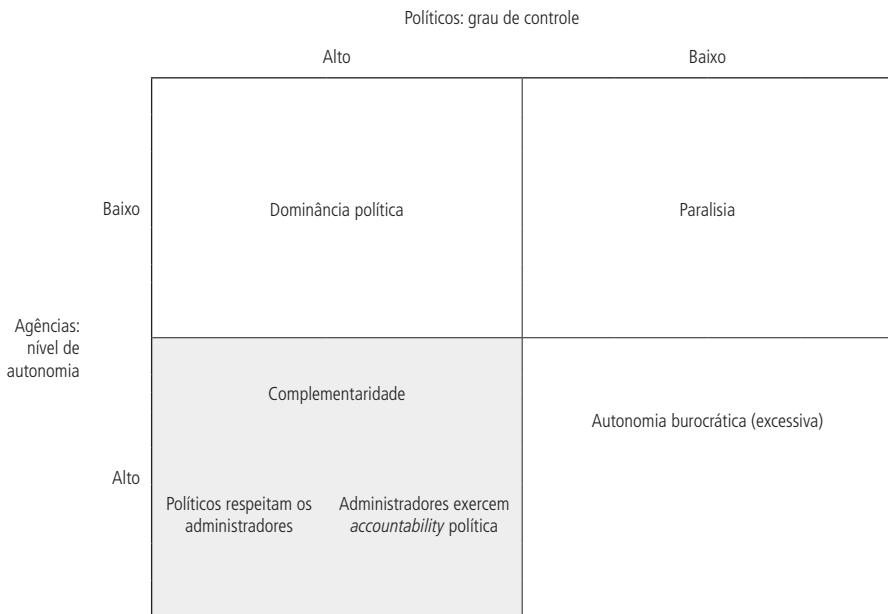 Políticos: grau de controle
Alto
Baixo
Baixo
Dominância política
Paralisia
Agências:
nível de
autonomia
Complementaridade
Autonomia burocrática (excessiva)
Alto
Políticos respeitam os
administradores
Administradores exercem
accountability política